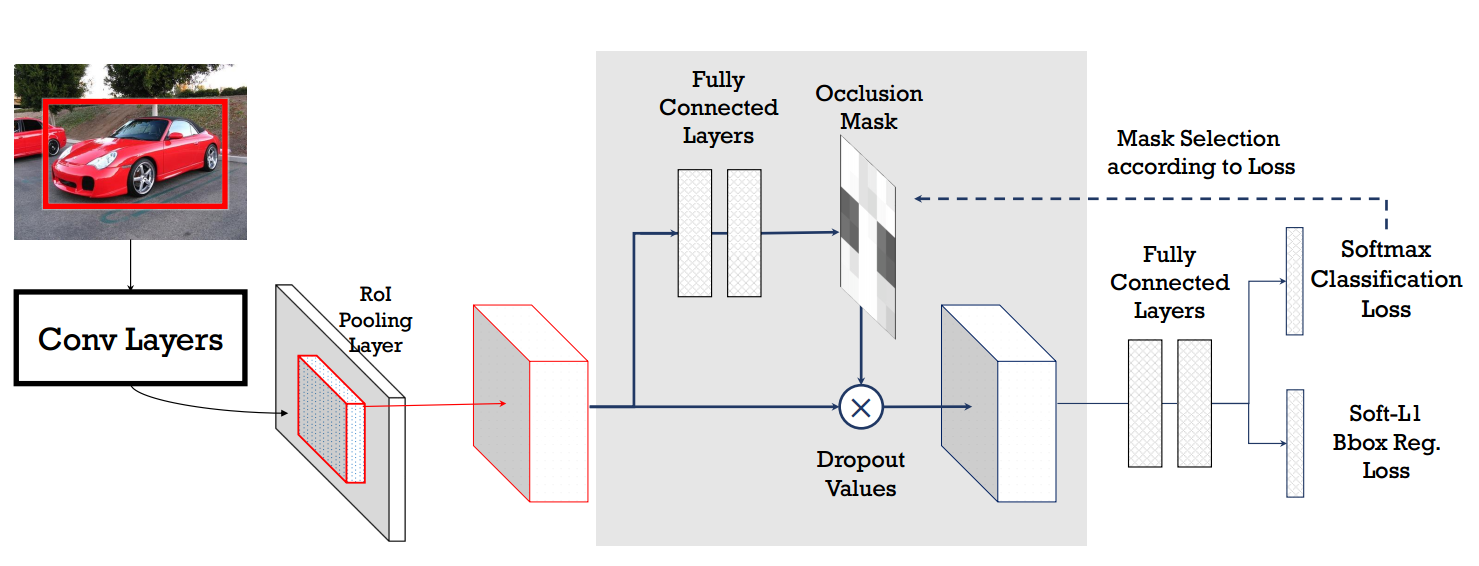 Fully
Connected
Layers
Occlusion
Mask
Mask Selection
according to Loss
Conv Layers
RoI
Pooling
Layer
Dropout
Values
Fully
Connected
Layers
Softmax
Classification
Loss
Soft-L1
Bbox Reg.
Loss